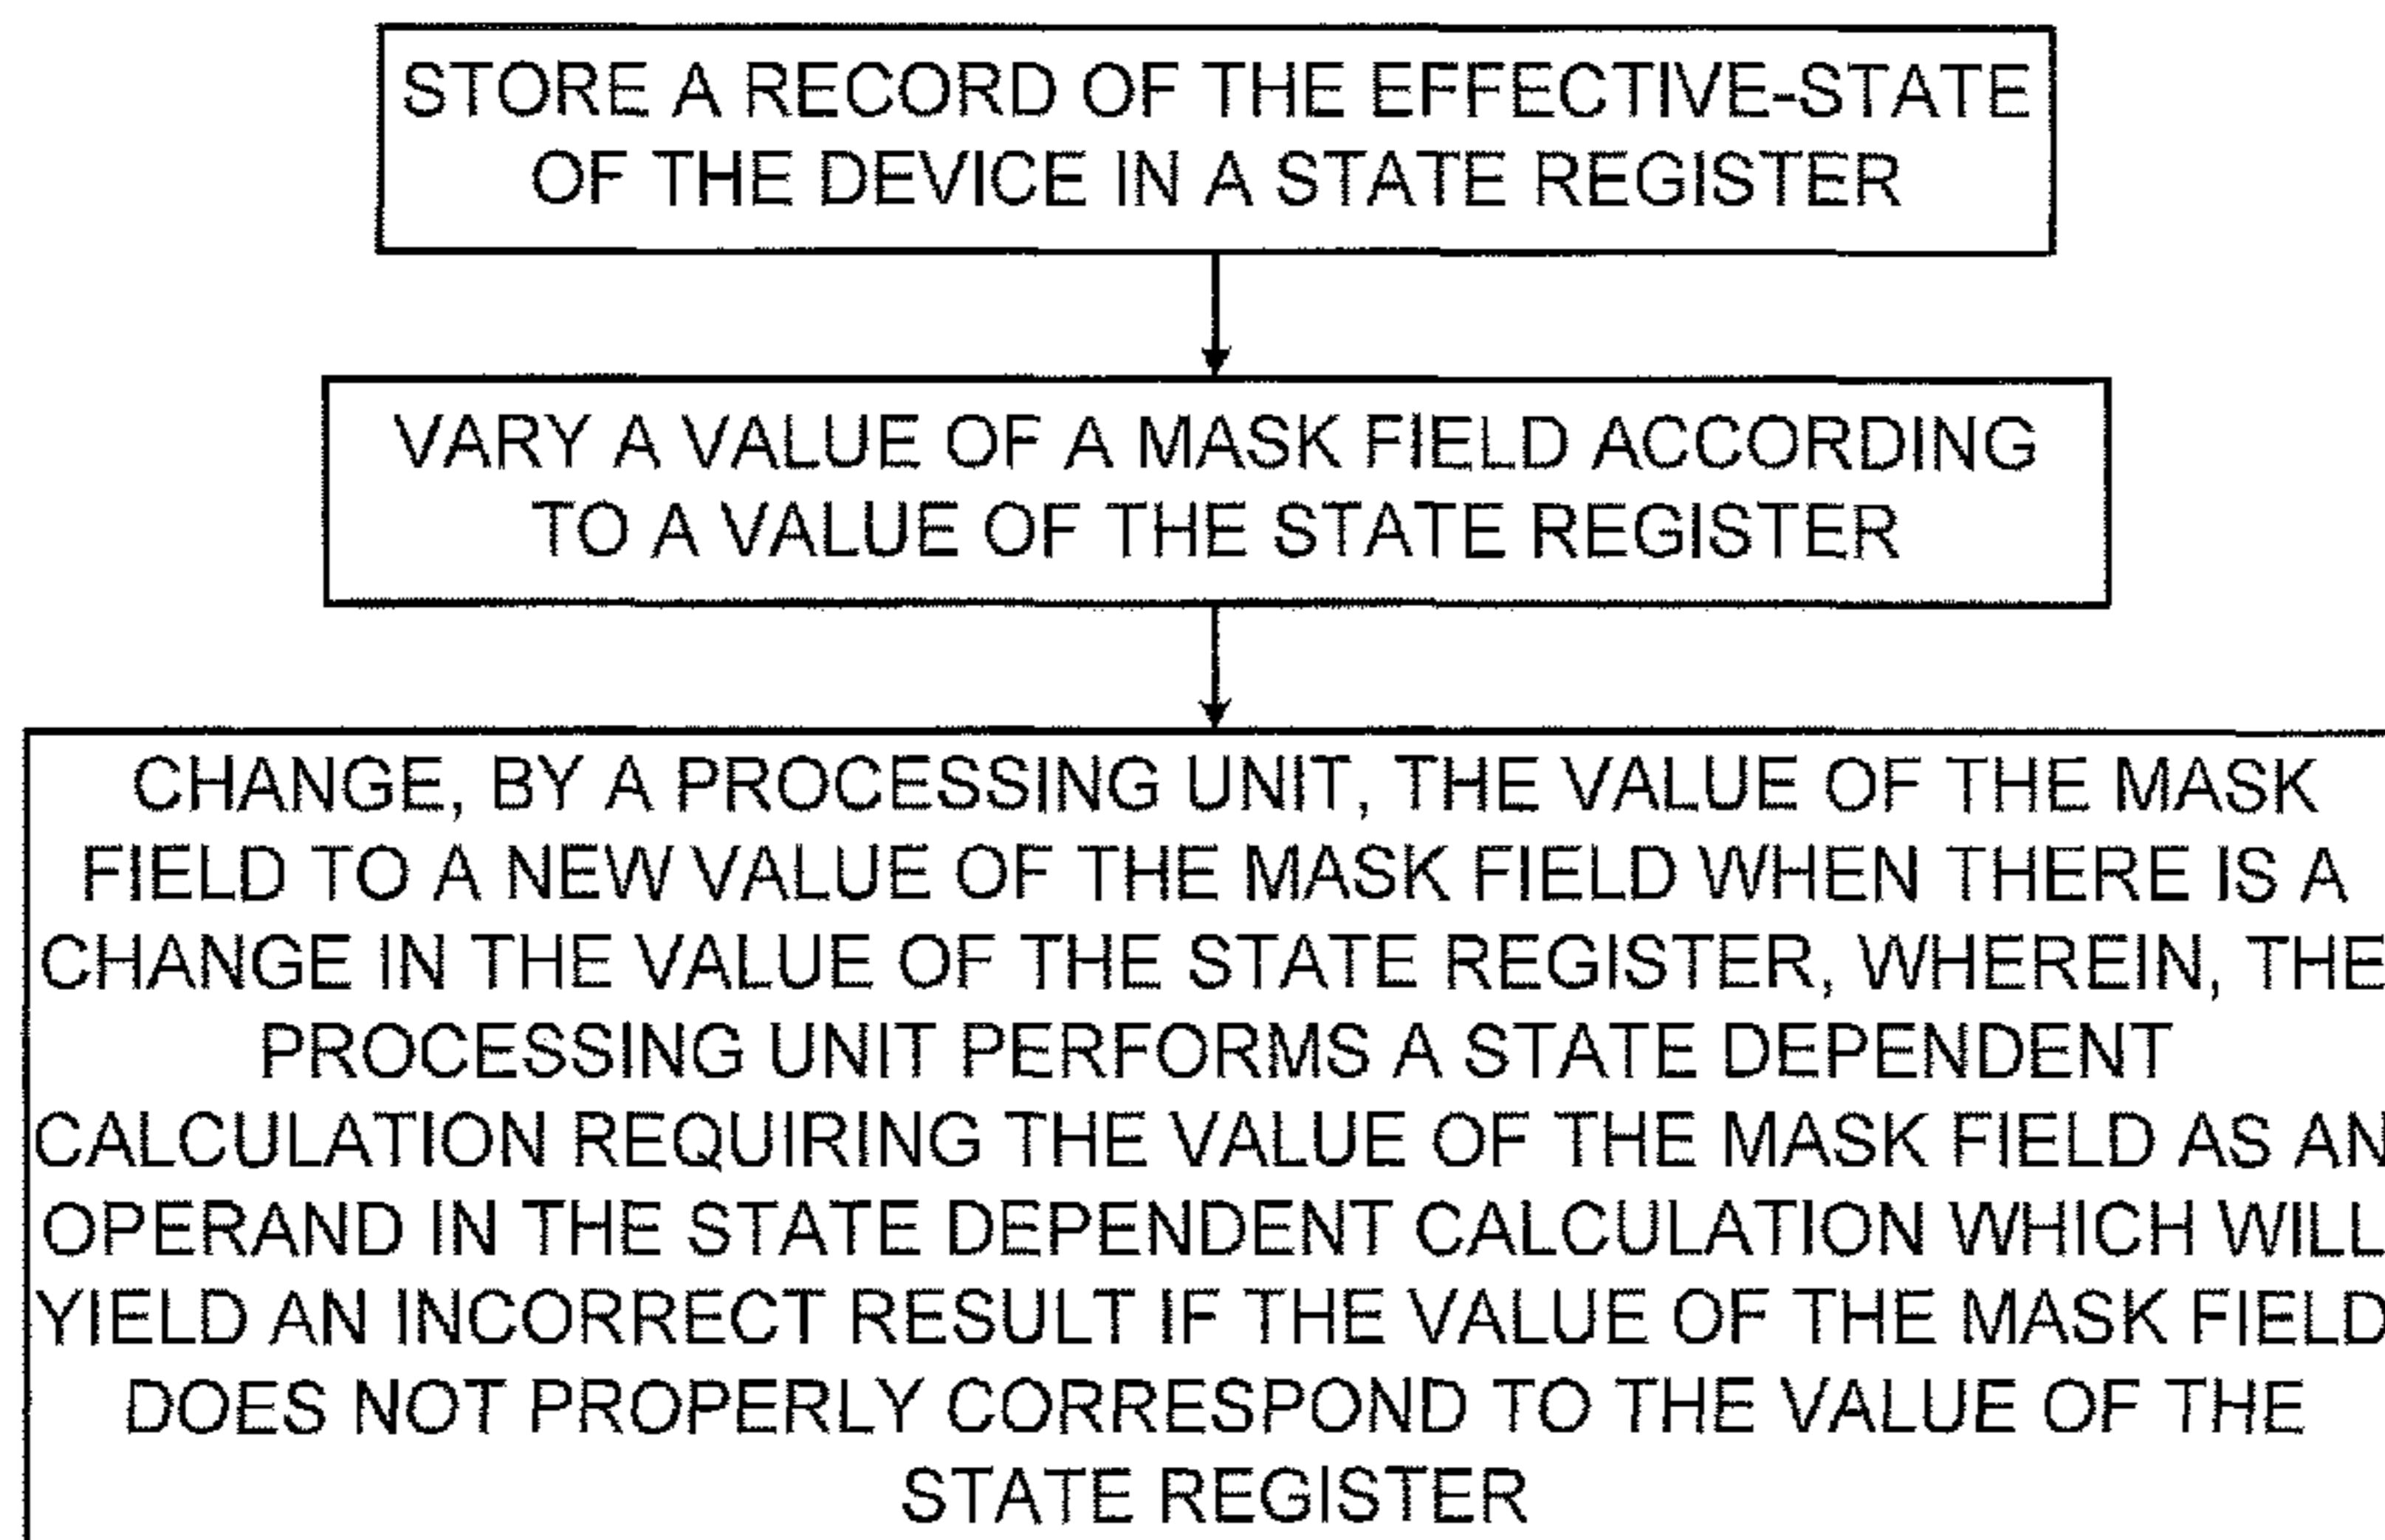 STORE A RECORD OF THE EFFECTIVE-STATE
OF THE DEVICE IN A STATE REGISTER
VARY A VALUE OF A MASK FIELD ACCORDING
TO A VALUE OF THE STATE REGISTER
CHANGE, BY A PROCESSING UNIT, THE VALUE OF THE MASK
FIELD TO A NEW VALUE OF THE MASK FIELD WHEN THERE IS A
CHANGE IN THE VALUE OF THE STATE REGISTER, WHEREIN, THE
PROCESSING UNIT PERFORMS A STATE DEPENDENT
CALCULATION REQUIRING THE VALUE OF THE MASK FIELD AS AN
OPERAND IN THE STATE DEPENDENT CALCULATION WHICH WILL
YIELD AN INCORRECT RESULT IF THE VALUE OF THE MASK FIELD
DOES NOT PROPERLY CORRESPOND TO THE VALUE OF THE
STATE REGISTER